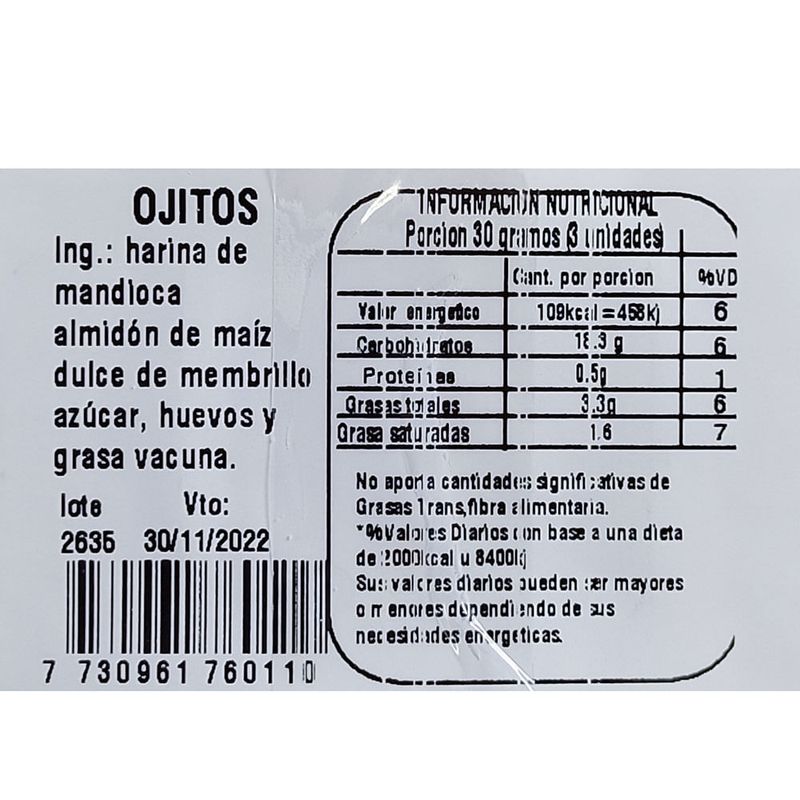 OJITOS
Ing.: harina de
mandioca
almidón de maíz
dulce de membrillo
azúcar, huevos y
grasa vacuna.
lote Vto:
2635 30/11/2022
7 730961 760110
INFORMACION NUTRICIONAL
Porcion 30 gramos (3 unidades)
Cant. por porcion %VD
Valor energetico 109kcal=458kj 6
Carbohidratos 18.3 g 6
Proteinas 0.5g 1
Grasas totales 3.3g 6
Grasa saturadas 1.6 7
No aporta cantidades significativas de
Grasas Trans,fibra alimentaria.
*%Valores Diarios con base a una dieta
de 2000kcal u 8400kj
Sus valores diarios pueden ser mayores
o menores dependiendo de sus
necesidades energeticas.